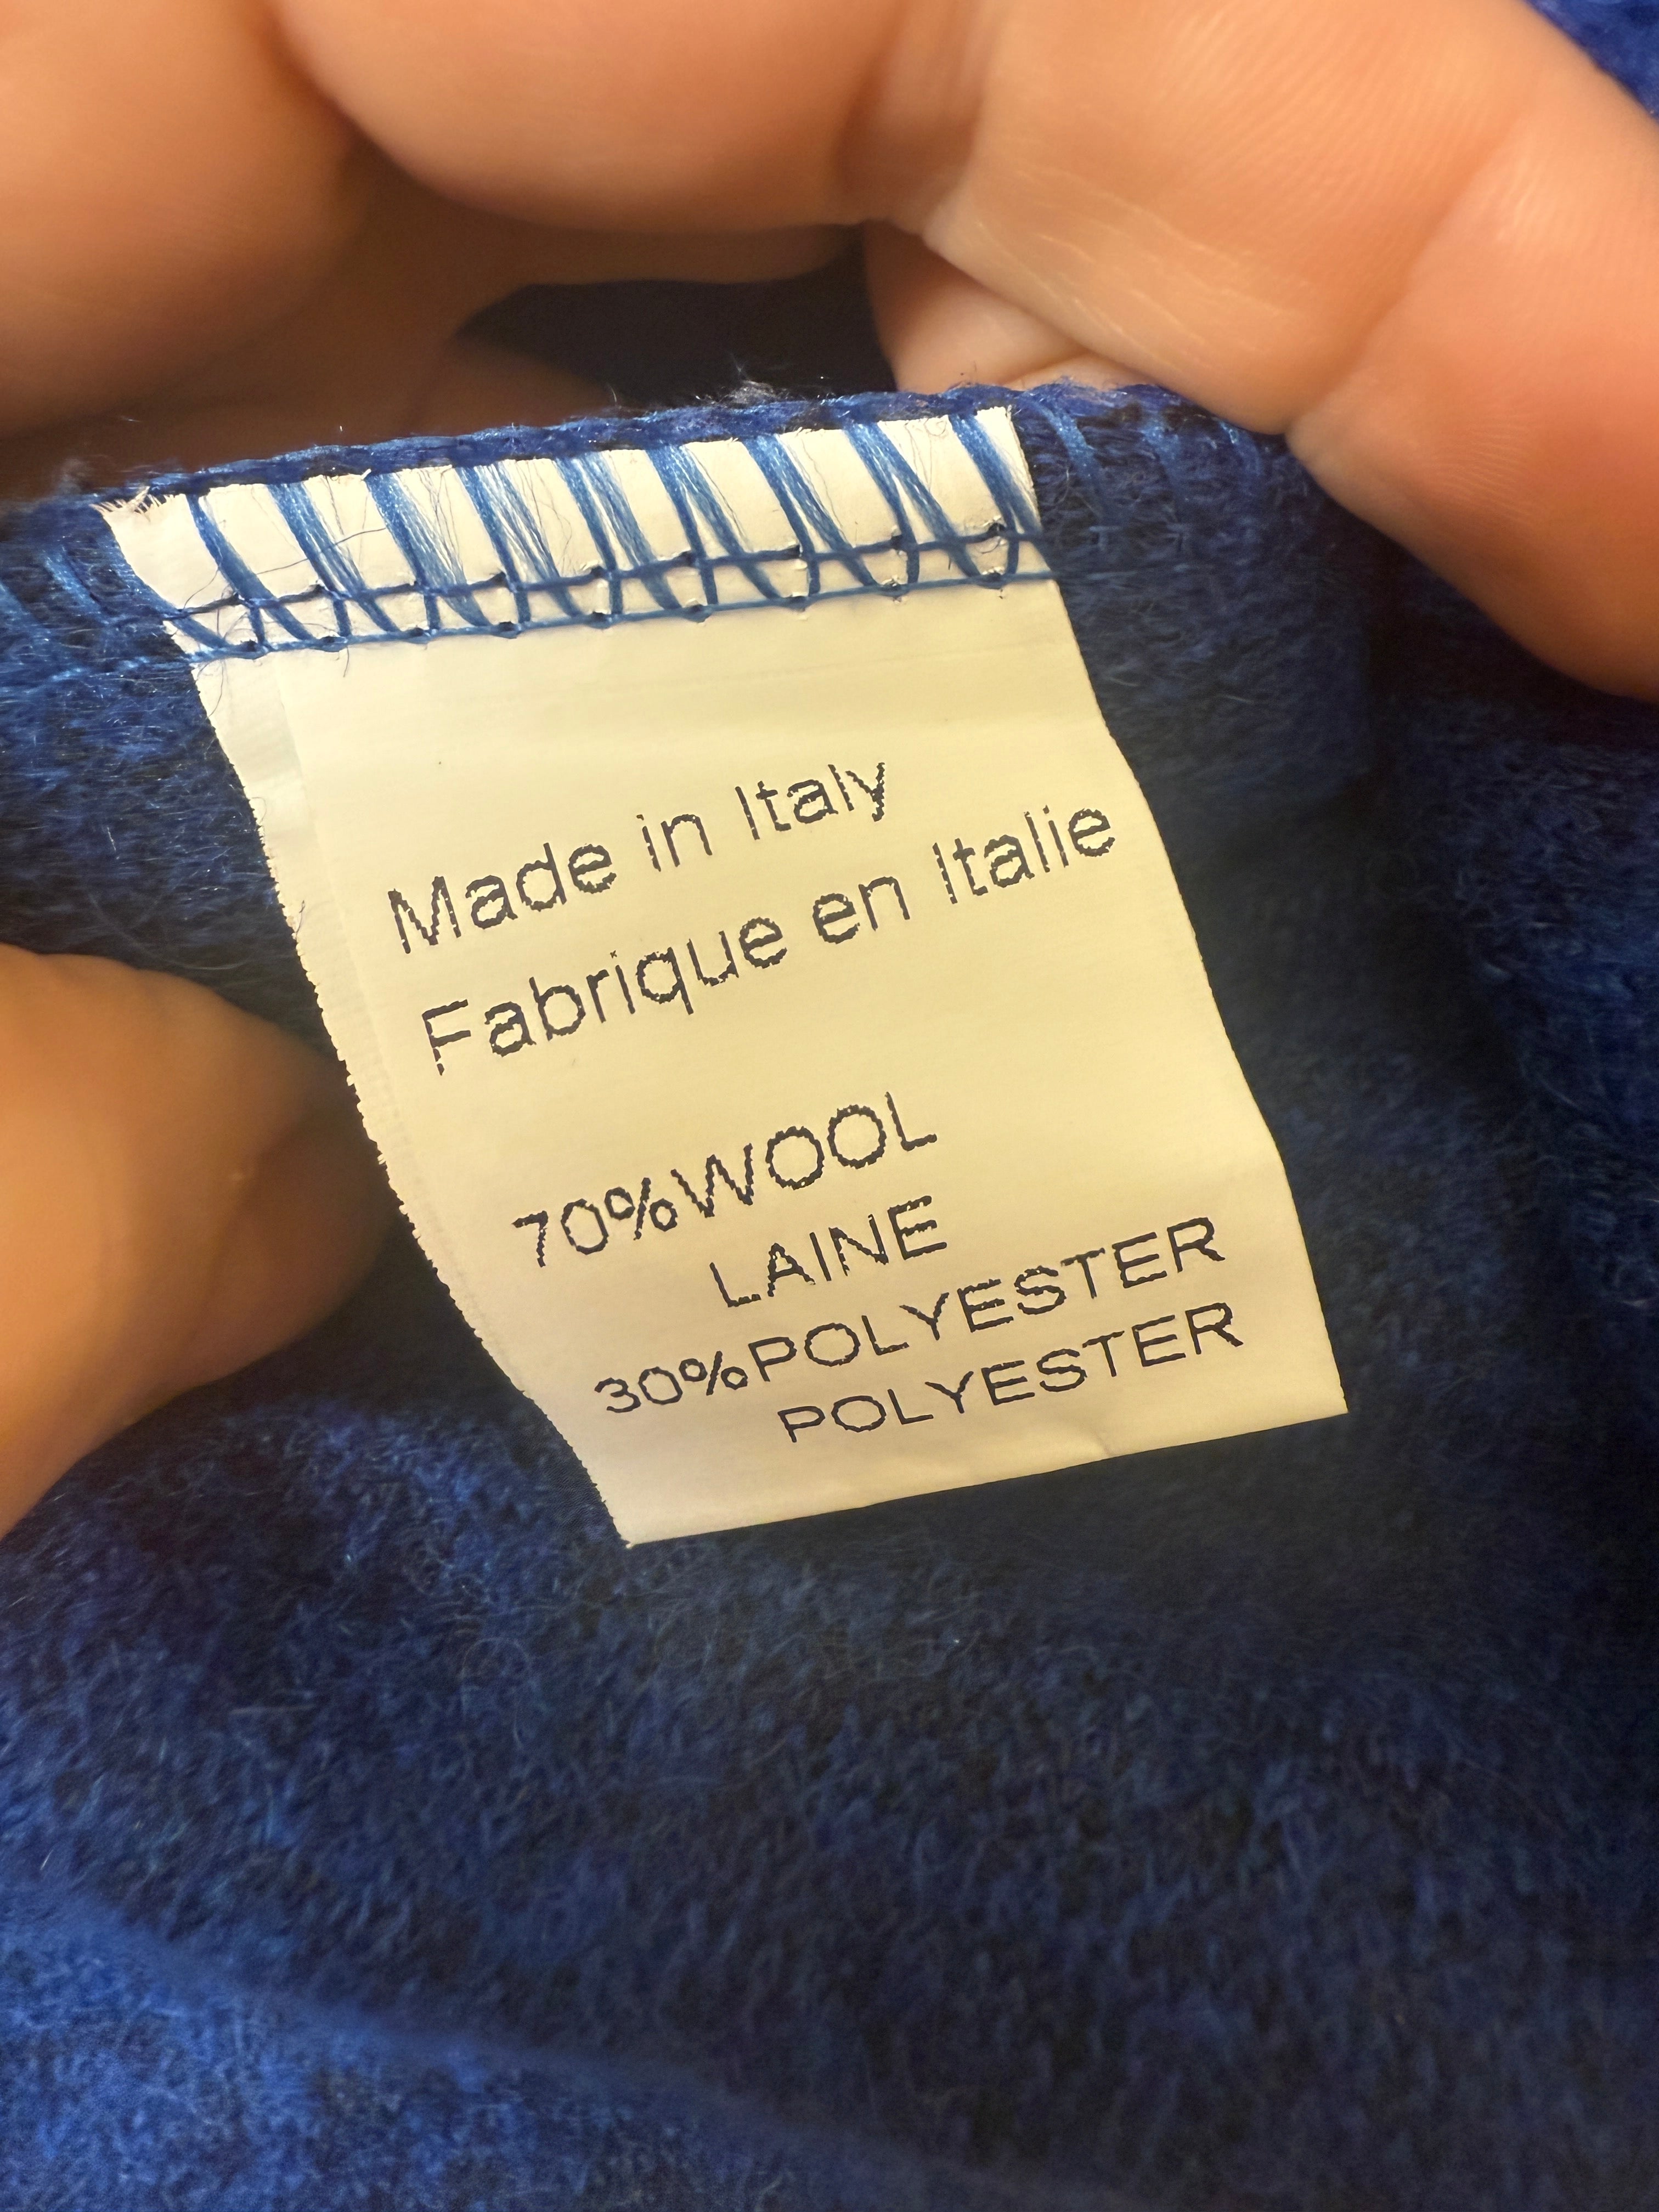 Made in Italy
Fabrique en Italie
70%WOOL
LAINE
30%POLYESTER
POLYESTER